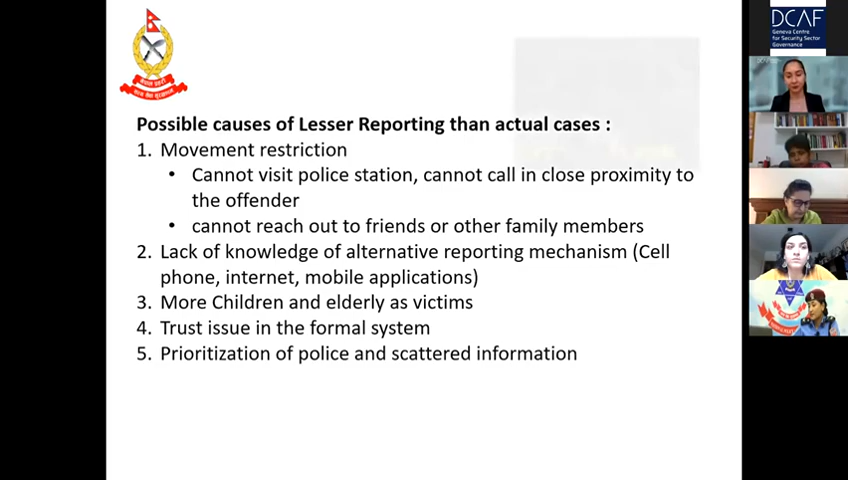 Possible causes of Lesser Reporting than actual cases :
1. Movement restriction
• Cannot visit police station, cannot call in close proximity to
the offender
• cannot reach out to friends or other family members
2. Lack of knowledge of alternative reporting mechanism (Cell
phone, internet, mobile applications)
3. More Children and elderly as victims
4. Trust issue in the formal system
5. Prioritization of police and scattered information
DCAF
Geneva Centre
for Security Sector
Governance